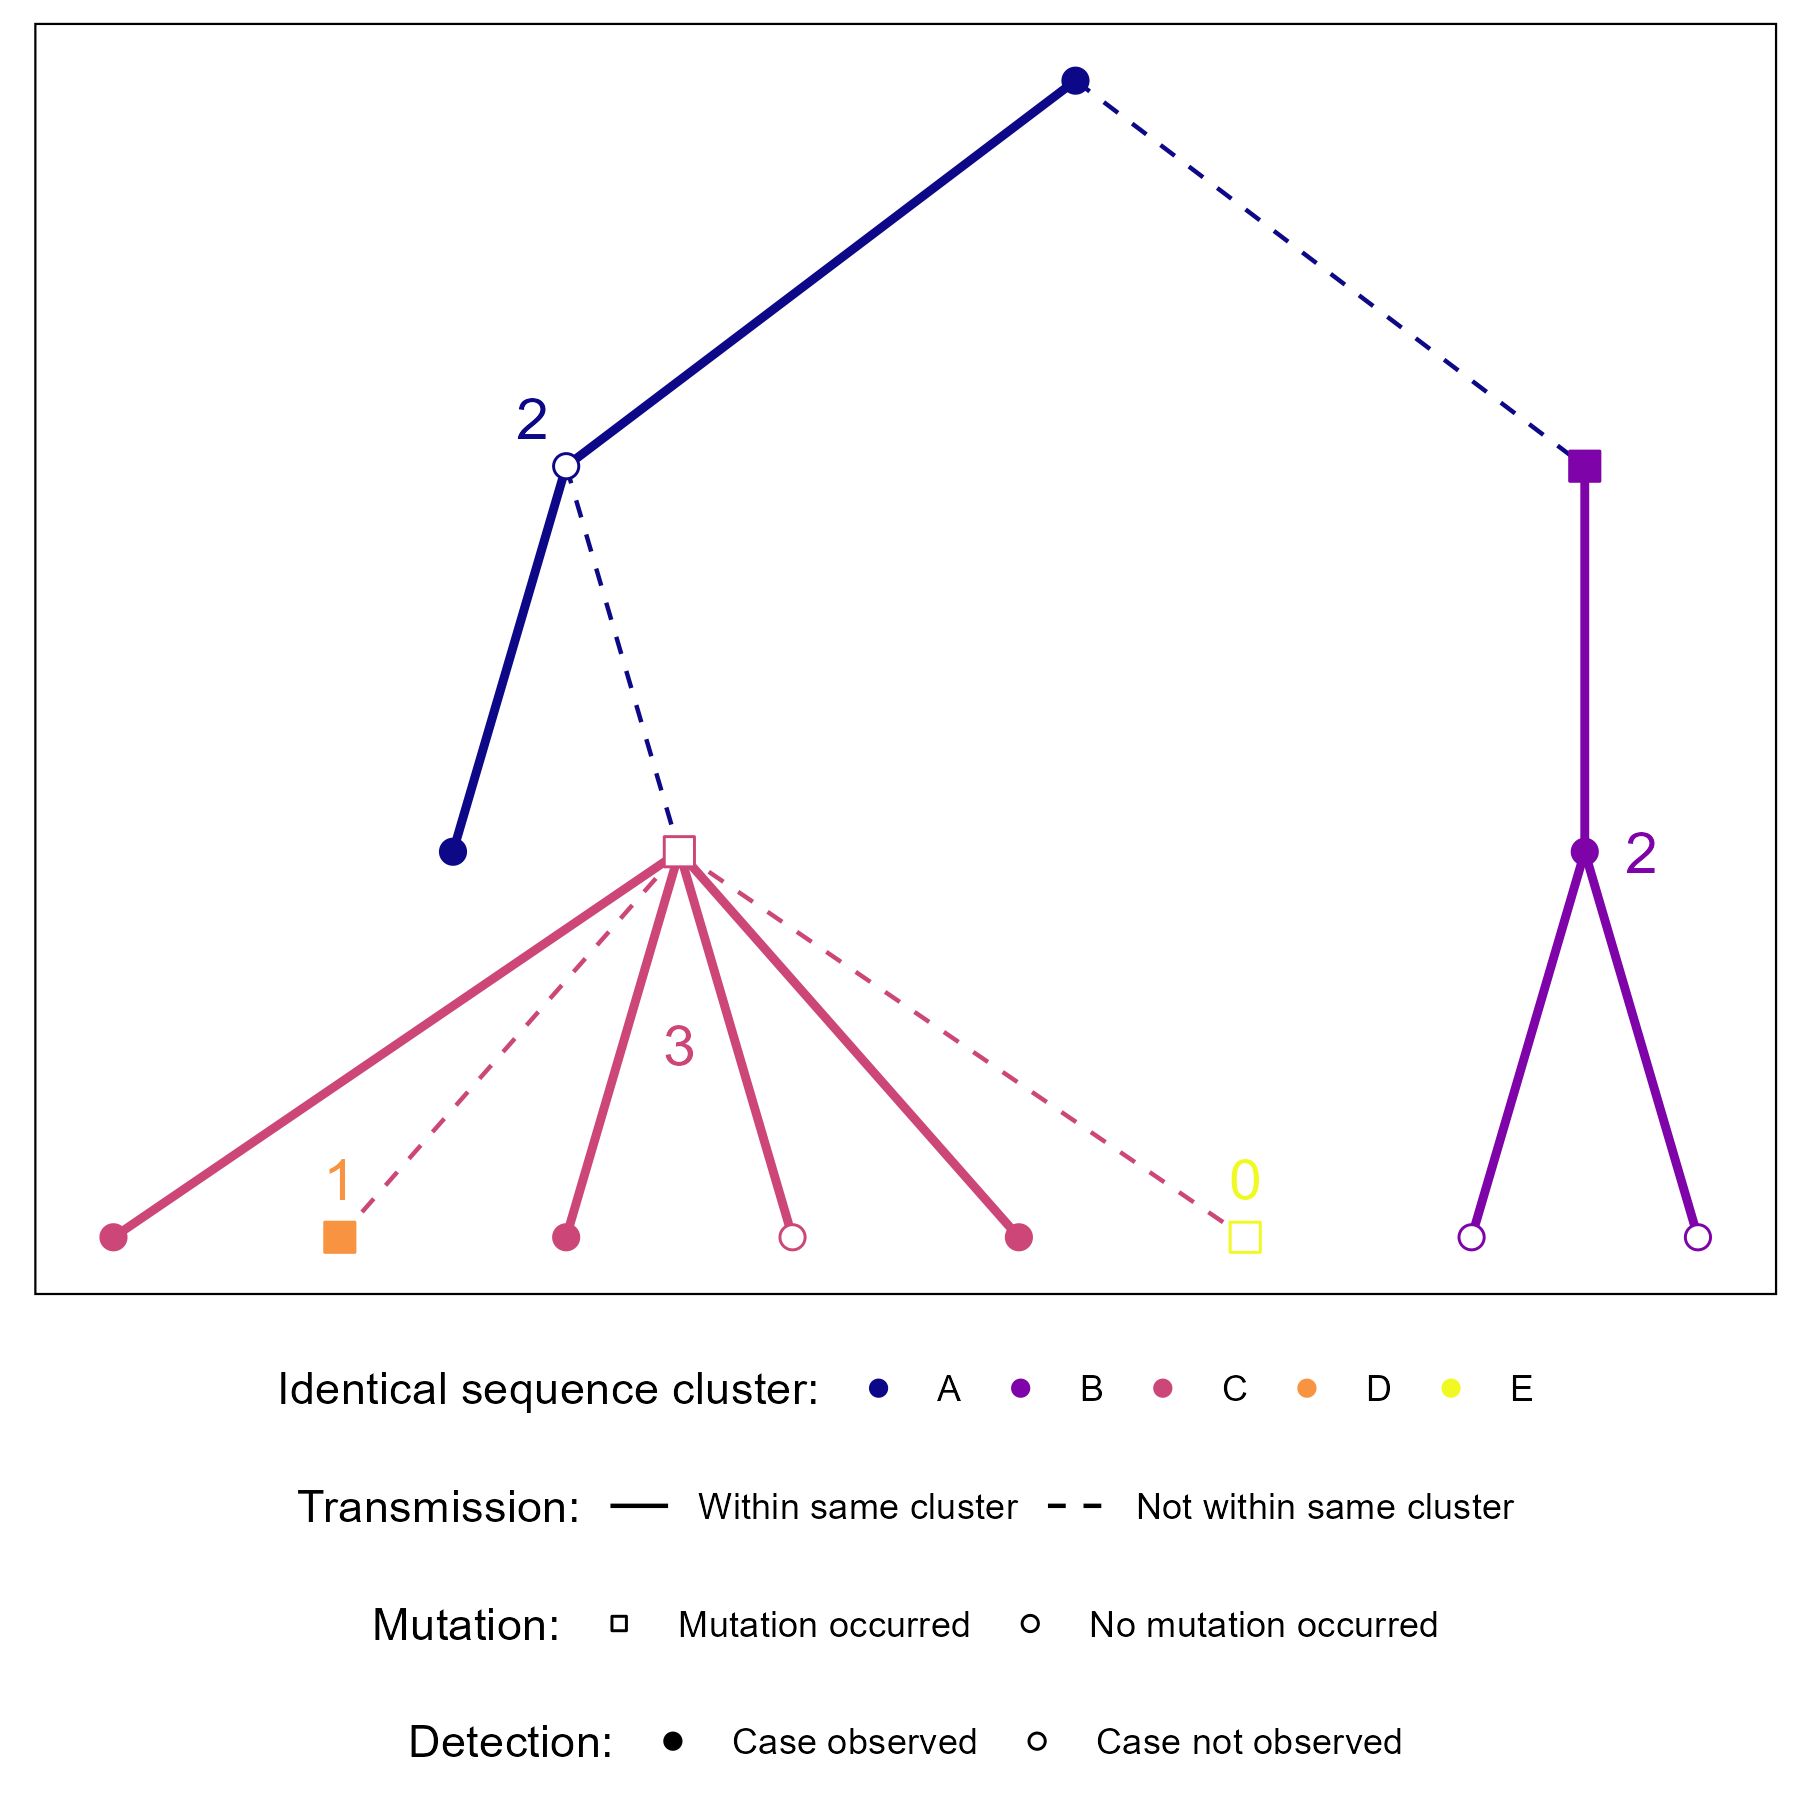 2
2
3
1
0
Identical sequence cluster: A B C D E
Transmission: Within same cluster Not within same cluster
Mutation: Mutation occurred No mutation occurred
Detection: Case observed Case not observed